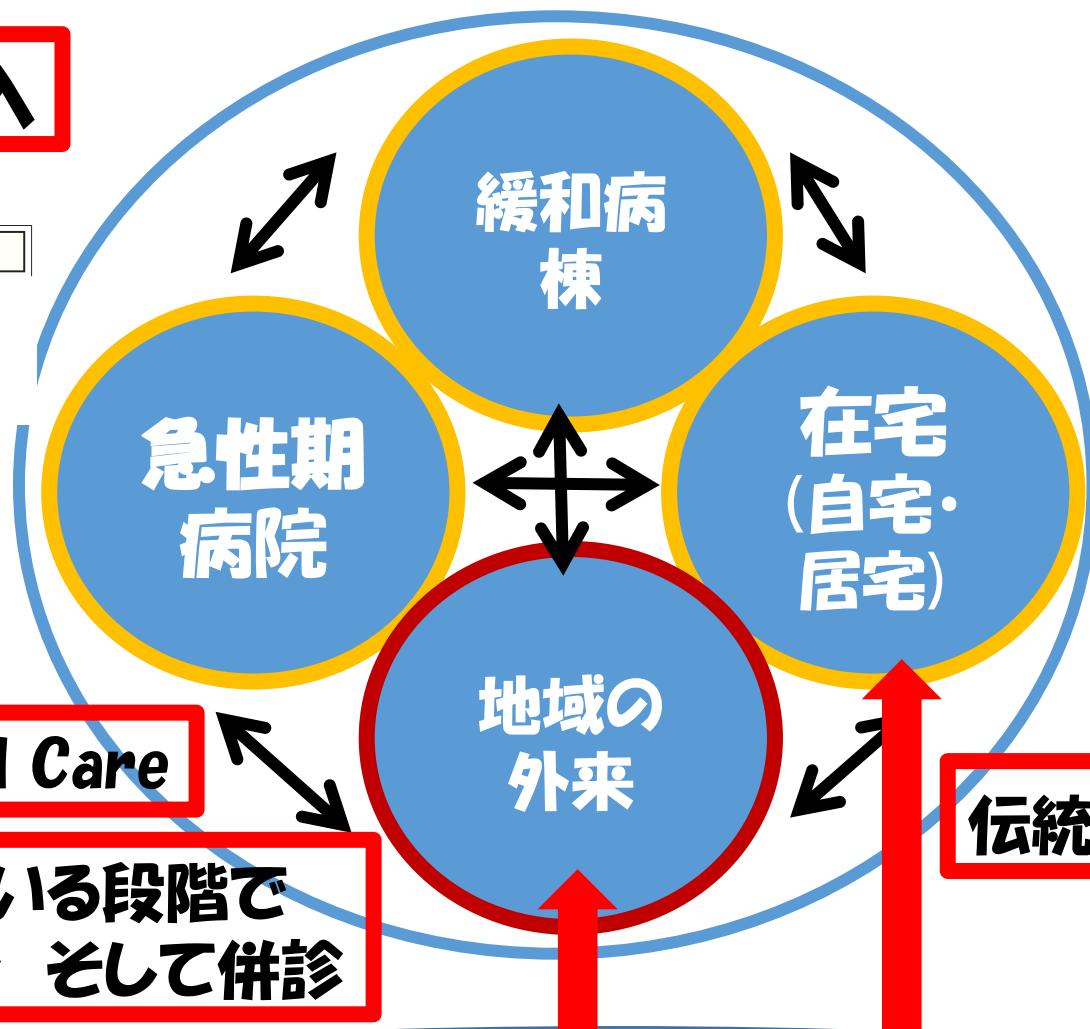 入
緩和病
棟
急性期
病院
在宅
(自宅・
居宅)
地域の
外来
Care
伝統
いる段階で
そして併診